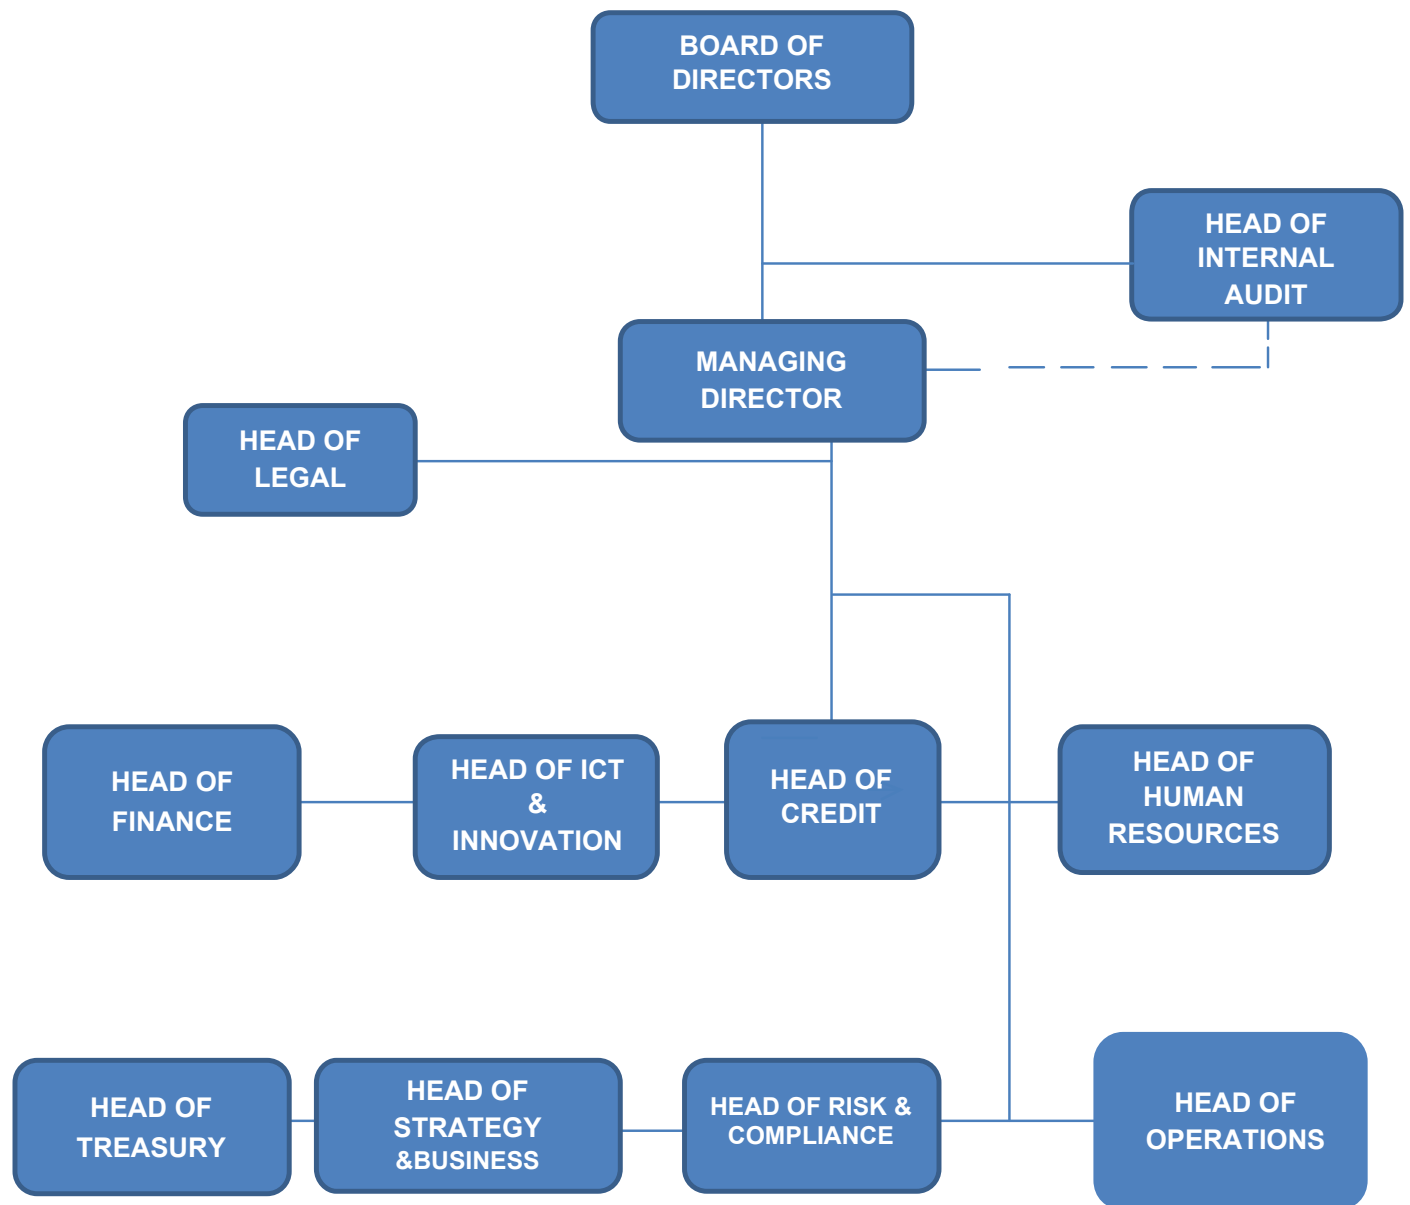 BOARD OF
DIRECTORS
HEAD OF
INTERNAL
AUDIT
MANAGING
DIRECTOR
HEAD OF
LEGAL
HEAD OF
FINANCE
HEAD OF ICT
&
INNOVATION
HEAD OF
CREDIT
HEAD OF
HUMAN
RESOURCES
HEAD OF
TREASURY
HEAD OF
STRATEGY
&BUSINESS
HEAD OF RISK &
COMPLIANCE
HEAD OF
OPERATIONS